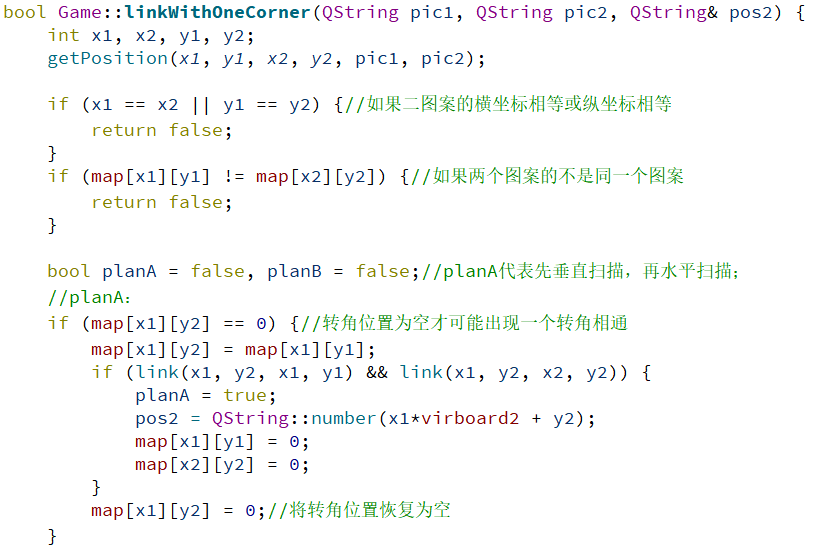 bool Game::linkWithOneCorner(QString pic1, QString pic2, QString& pos2) {
    int x1, x2, y1, y2;
    getPosition(x1, y1, x2, y2, pic1, pic2);

    if (x1 == x2 || y1 == y2) {//如果二图案的横坐标相等或纵坐标相等
        return false;
    }
    if (map[x1][y1] != map[x2][y2]) {//如果两个图案的不是同一个图案
        return false;
    }

    bool planA = false, planB = false;//planA代表先垂直扫描，再水平扫描；
    //planA：
    if (map[x1][y2] == 0) {//转角位置为空才可能出现一个转角相通
        map[x1][y2] = map[x1][y1];
        if (link(x1, y2, x1, y1) && link(x1, y2, x2, y2)) {
            planA = true;
            pos2 = QString::number(x1*virboard2 + y2);
            map[x1][y1] = 0;
            map[x2][y2] = 0;
        }
        map[x1][y2] = 0;//将转角位置恢复为空
    }